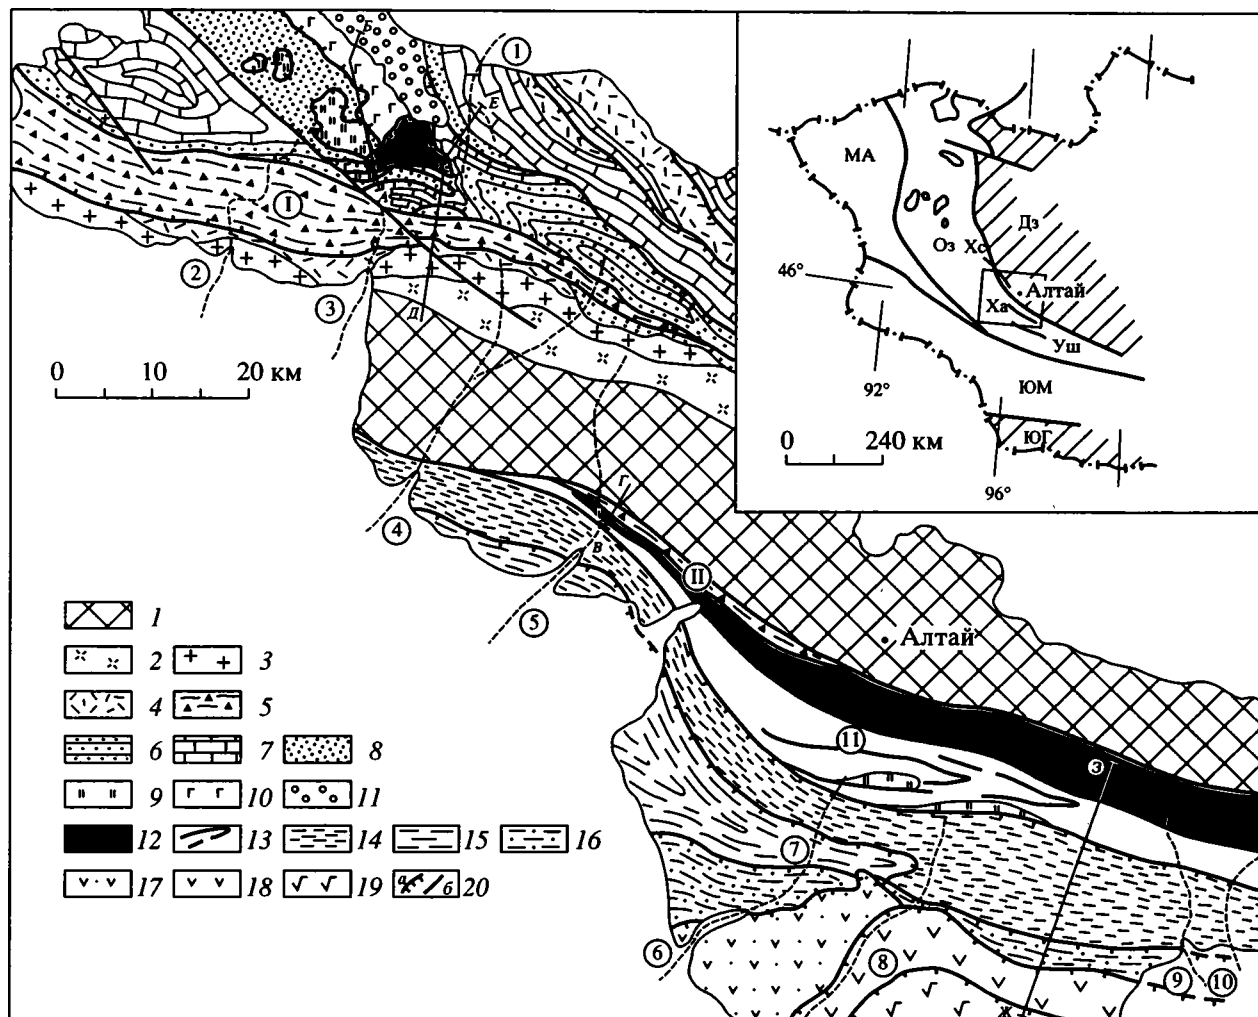 Б
1
Е
I
2
3
Д
0 10 20 км
4
Г
В
5
II
Алтай
11
З
7
6
8
9
10
Ж
МА
Оз
Хс
Дз
46°
Алтай
Ха
Уш
92°
ЮМ
0 240 км
ЮГ
96°
1
2 3
4 5
6 7 8
9 10 11
12 13 14 15 16
17 18 19 а б 20